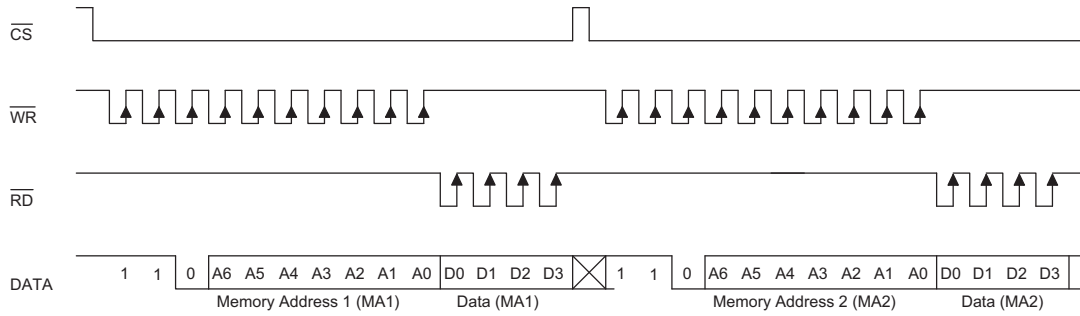 CS
WR
RD
DATA 1 1 0 A6 A5 A4 A3 A2 A1 A0 D0 D1 D2 D3 1 1 0 A6 A5 A4 A3 A2 A1 A0 D0 D1 D2 D3
Memory Address 1 (MA1) Data (MA1) Memory Address 2 (MA2) Data (MA2)